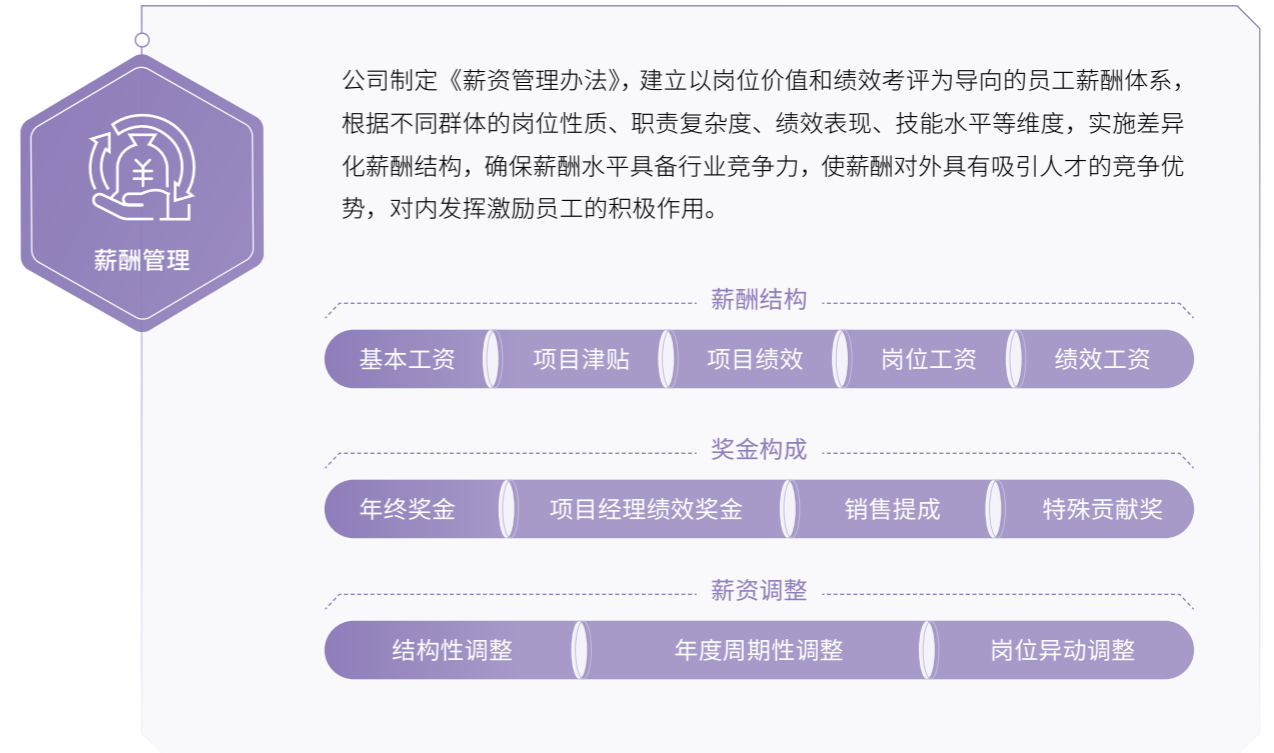 公司制定《薪资管理办法》，建立以岗位价值和绩效考评为导向的员工薪酬体系，
根据不同群体的岗位性质、职责复杂度、绩效表现、技能水平等维度，实施差异
化薪酬结构，确保薪酬水平具备行业竞争力，使薪酬对外具有吸引人才的竞争优
势，对内发挥激励员工的积极作用。
¥
薪酬管理
薪酬结构
基本工资 项目津贴 项目绩效 岗位工资 绩效工资
奖金构成
年终奖金 项目经理绩效奖金 销售提成 特殊贡献奖
薪资调整
结构性调整 年度周期性调整 岗位异动调整